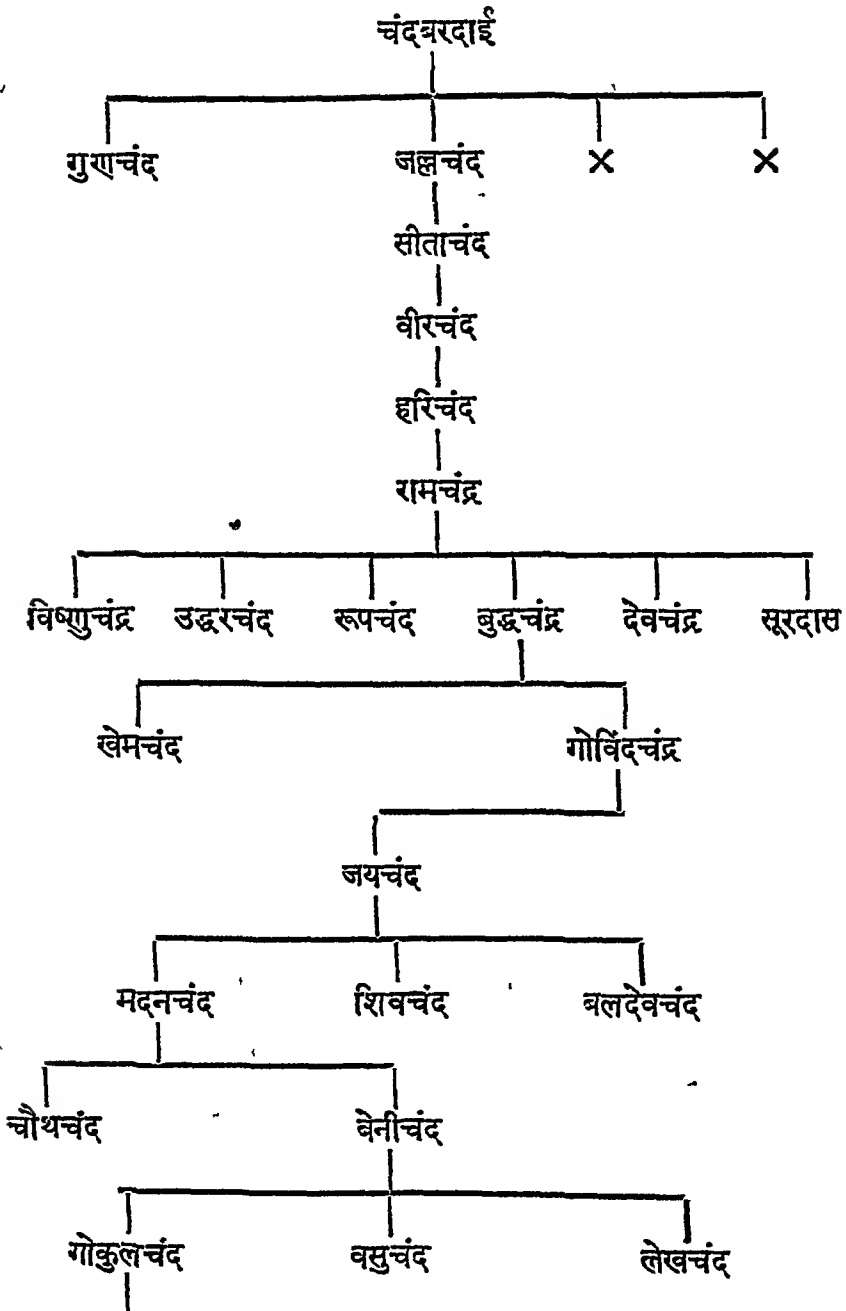 चंदबरदाई
गुणचंद जल्लचंद × ×
सीताचंद
वीरचंद
हरिचंद
रामचंद्र
विष्णुचंद्र उद्धरचंद रूपचंद बुद्धचंद्र देवचंद्र सूरदास
खेमचंद गोविंदचंद्र
जयचंद
मदनचंद शिवचंद बलदेवचंद
चौथचंद बेनीचंद
गोकुलचंद वसुचंद लेखचंद